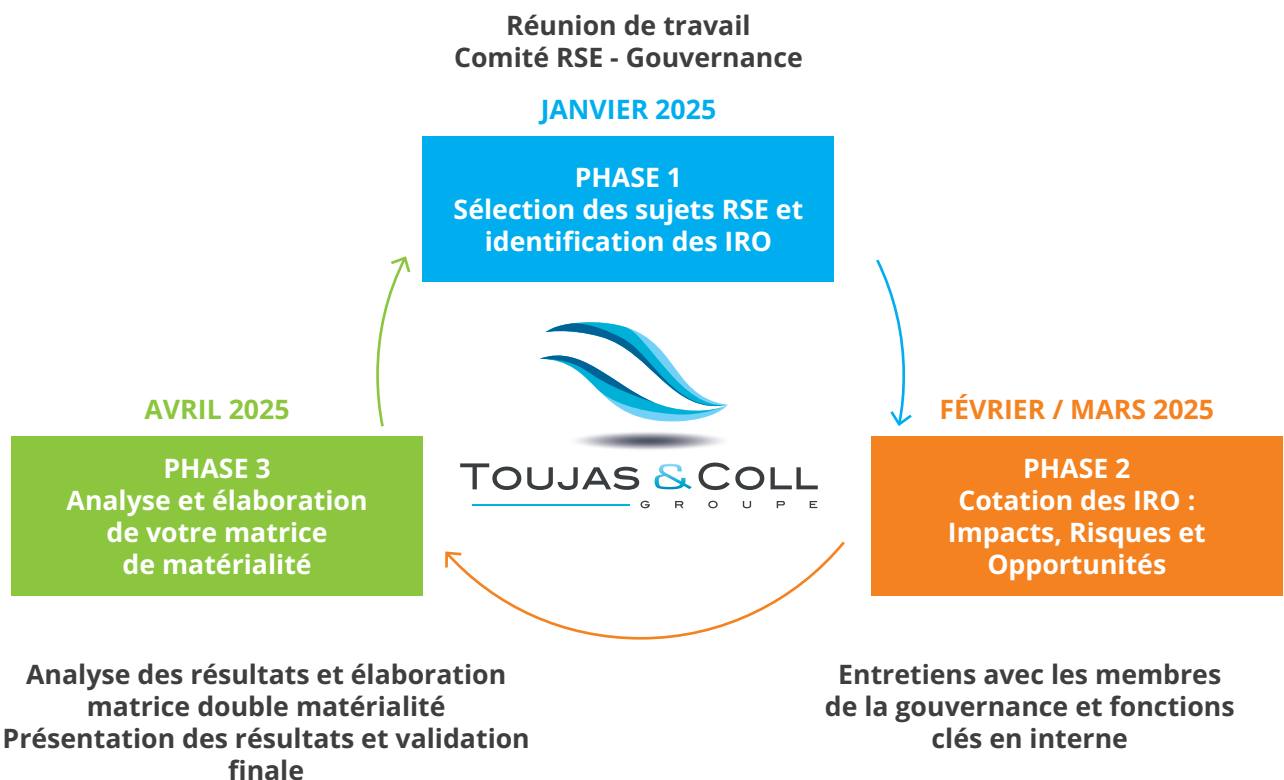 Réunion de travail
Comité RSE - Gouvernance
JANVIER 2025
PHASE 1
Sélection des sujets RSE et
identification des IRO
FÉVRIER / MARS 2025
PHASE 2
Cotation des IRO :
Impacts, Risques et
Opportunités
Entretiens avec les membres
de la gouvernance et fonctions
clés en interne
AVRIL 2025
PHASE 3
Analyse et élaboration
de votre matrice
de matérialité
Analyse des résultats et élaboration
matrice double matérialité
Présentation des résultats et validation
finale
TOUJAS & COLL
GROUPE